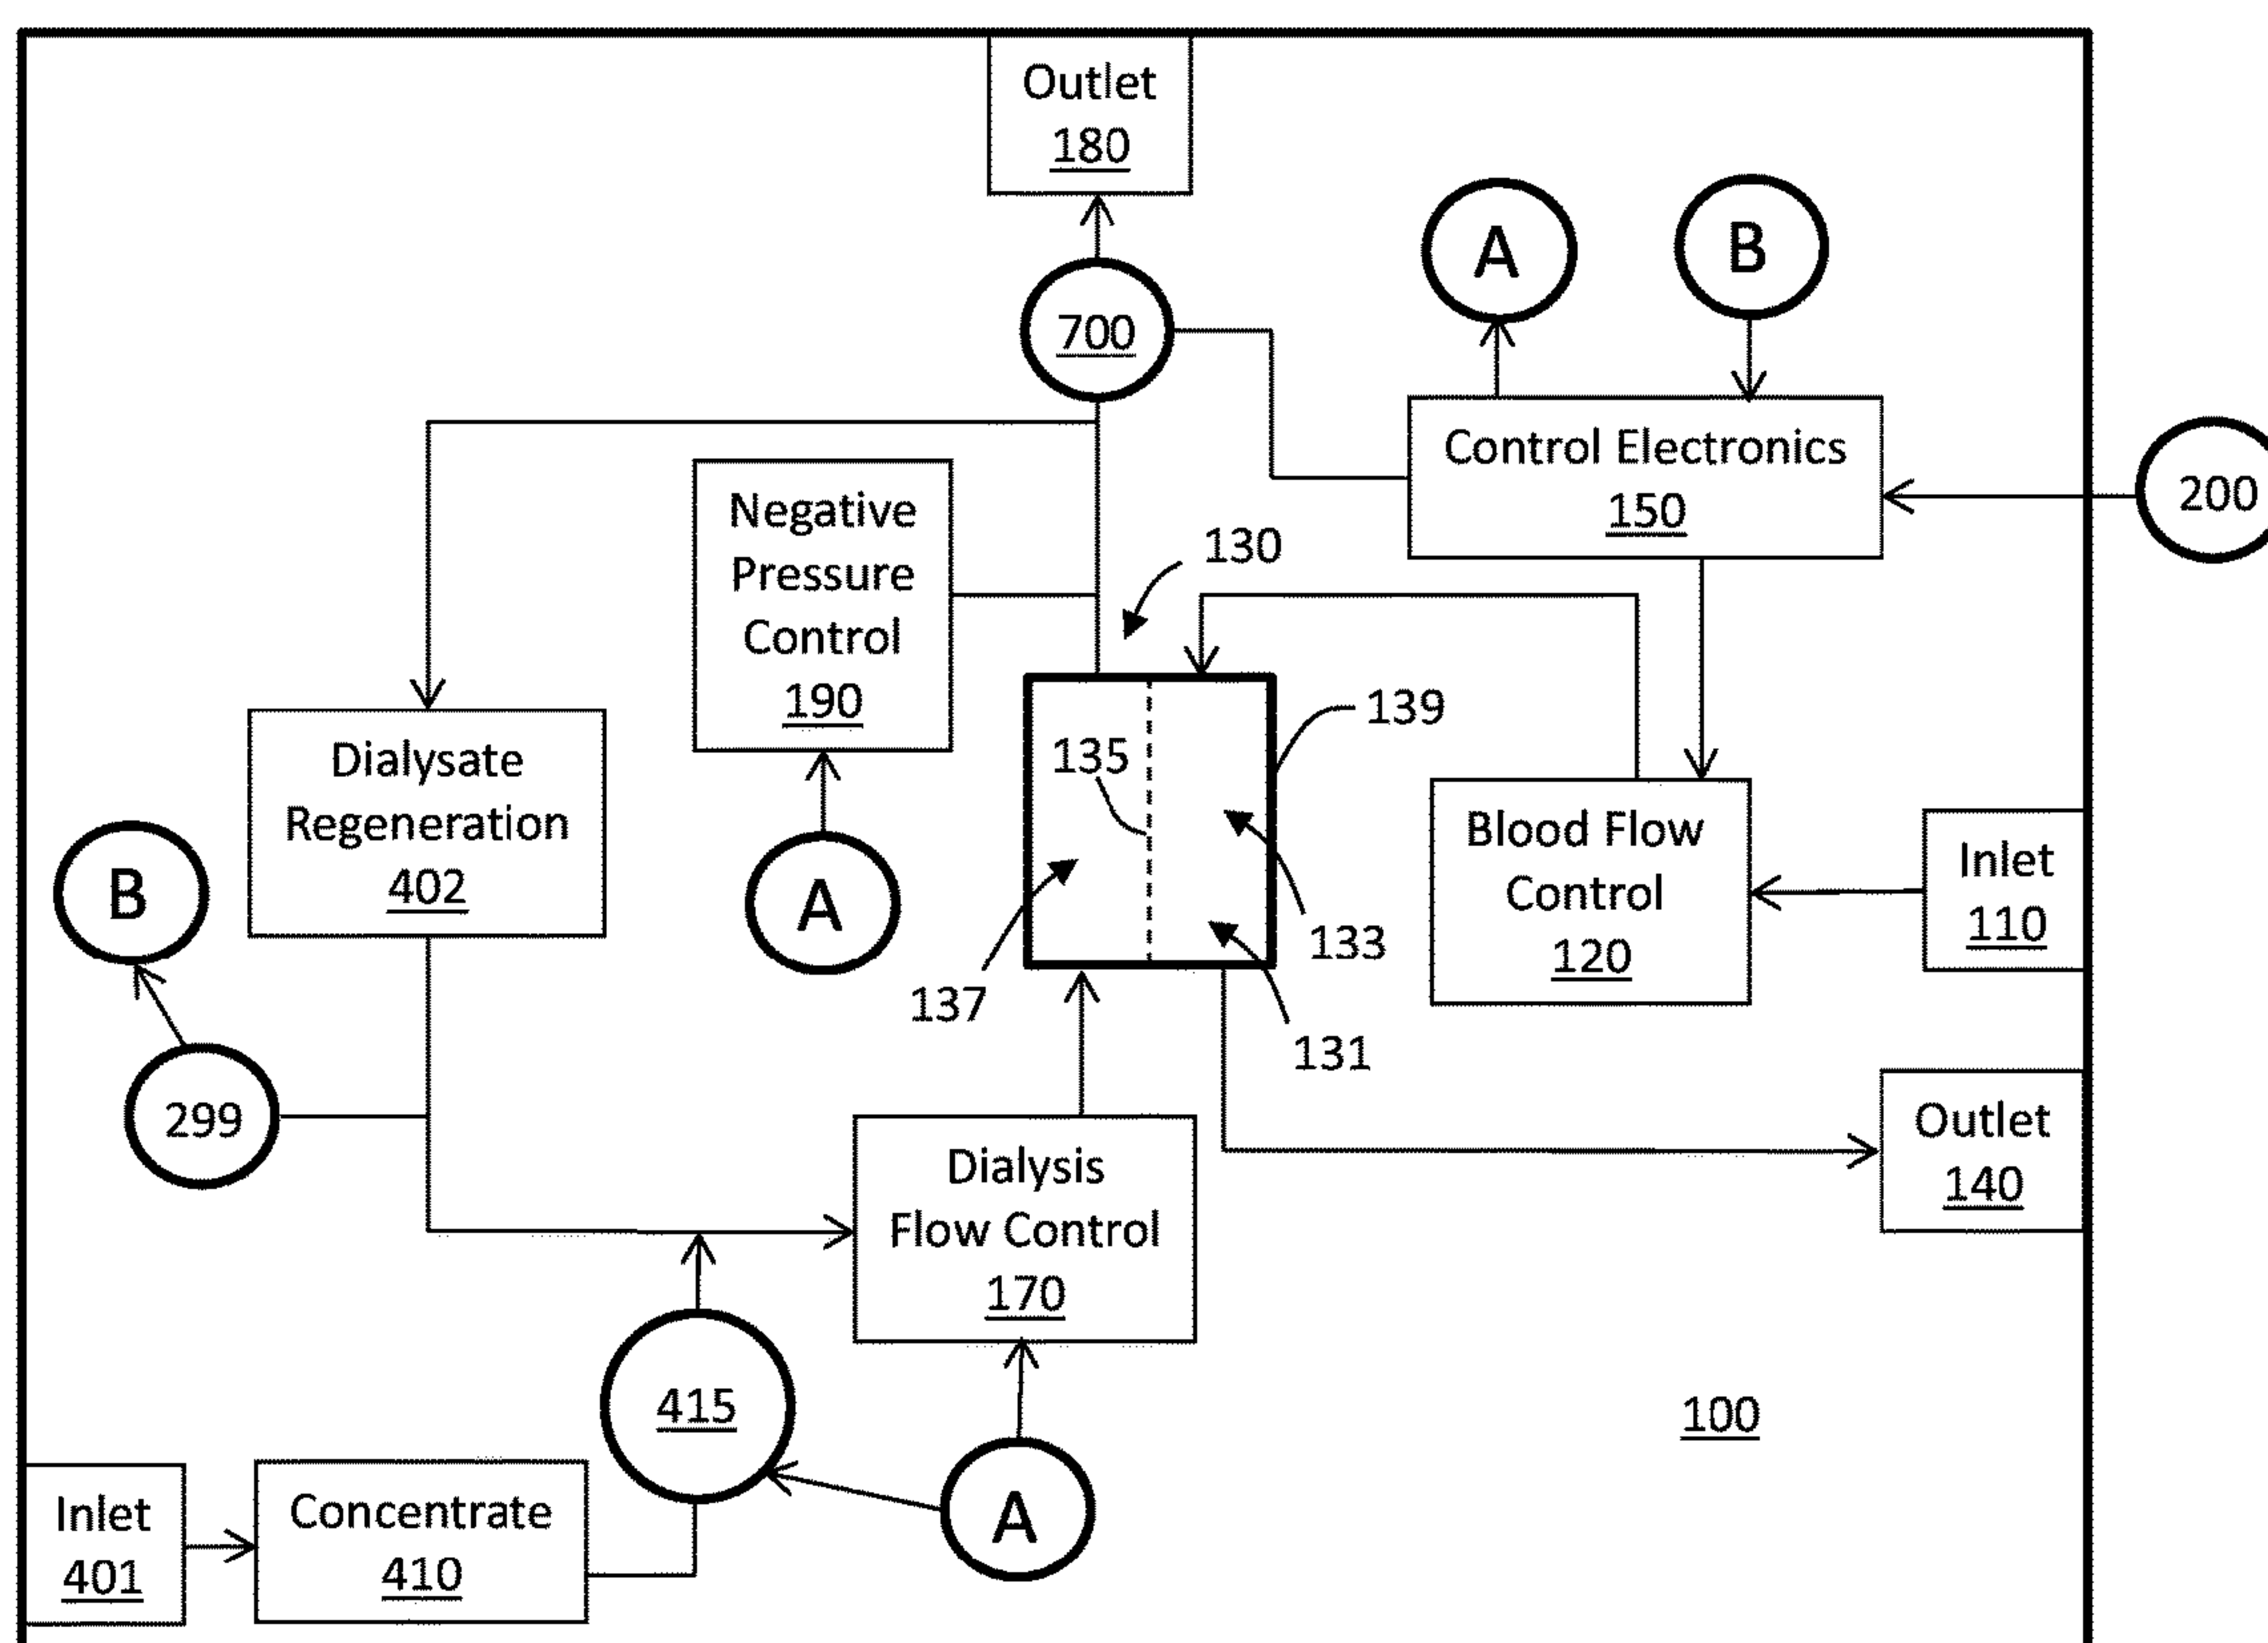 Outlet
180
A
B
700
Control Electronics
150
200
Negative
Pressure
Control
190
130
139
135
Dialysate
Regeneration
402
Blood Flow
Control
120
Inlet
110
B
A
133
137
131
299
Dialysis
Flow Control
170
Outlet
140
415
100
A
Inlet
401
Concentrate
410